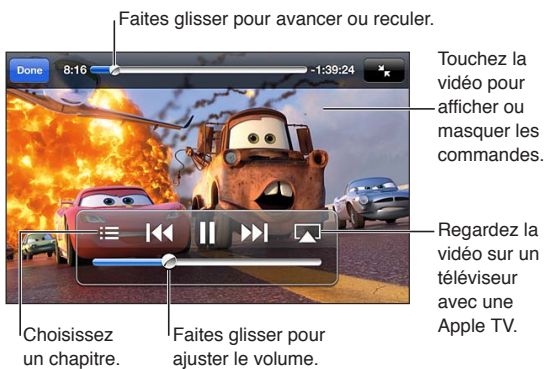 Faites glisser pour avancer ou reculer.
Done 8:16 -1:39:24
Touchez la
vidéo pour
afficher ou
masquer les
commandes.
Regardez la
vidéo sur un
téléviseur
avec une
Apple TV.
Choisissez
un chapitre.
Faites glisser pour
ajuster le volume.